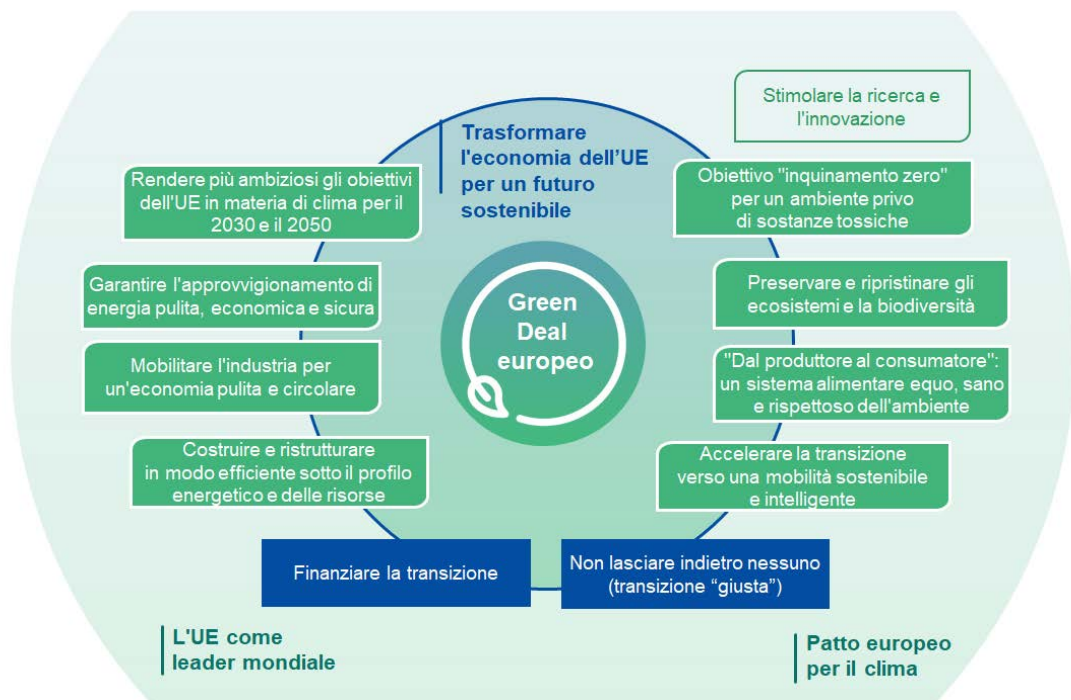 Stimolare la ricerca e
l'innovazione
Trasformare
l'economia dell'UE
per un futuro
sostenibile
Rendere più ambiziosi gli obiettivi
dell'UE in materia di clima per il
2030 e il 2050
Obiettivo "inquinamento zero"
per un ambiente privo
di sostanze tossiche
Garantire l'approvvigionamento di
energia pulita, economica e sicura
Green
Deal
europeo
Preservare e ripristinare gli
ecosistemi e la biodiversità
Mobilitare l'industria per
un'economia pulita e circolare
"Dal produttore al consumatore":
un sistema alimentare equo, sano
e rispettoso dell'ambiente
Costruire e ristrutturare
in modo efficiente sotto il profilo
energetico e delle risorse
Accelerare la transizione
verso una mobilità sostenibile
e intelligente
Finanziare la transizione
Non lasciare indietro nessuno
(transizione “giusta”)
L'UE come
leader mondiale
Patto europeo
per il clima